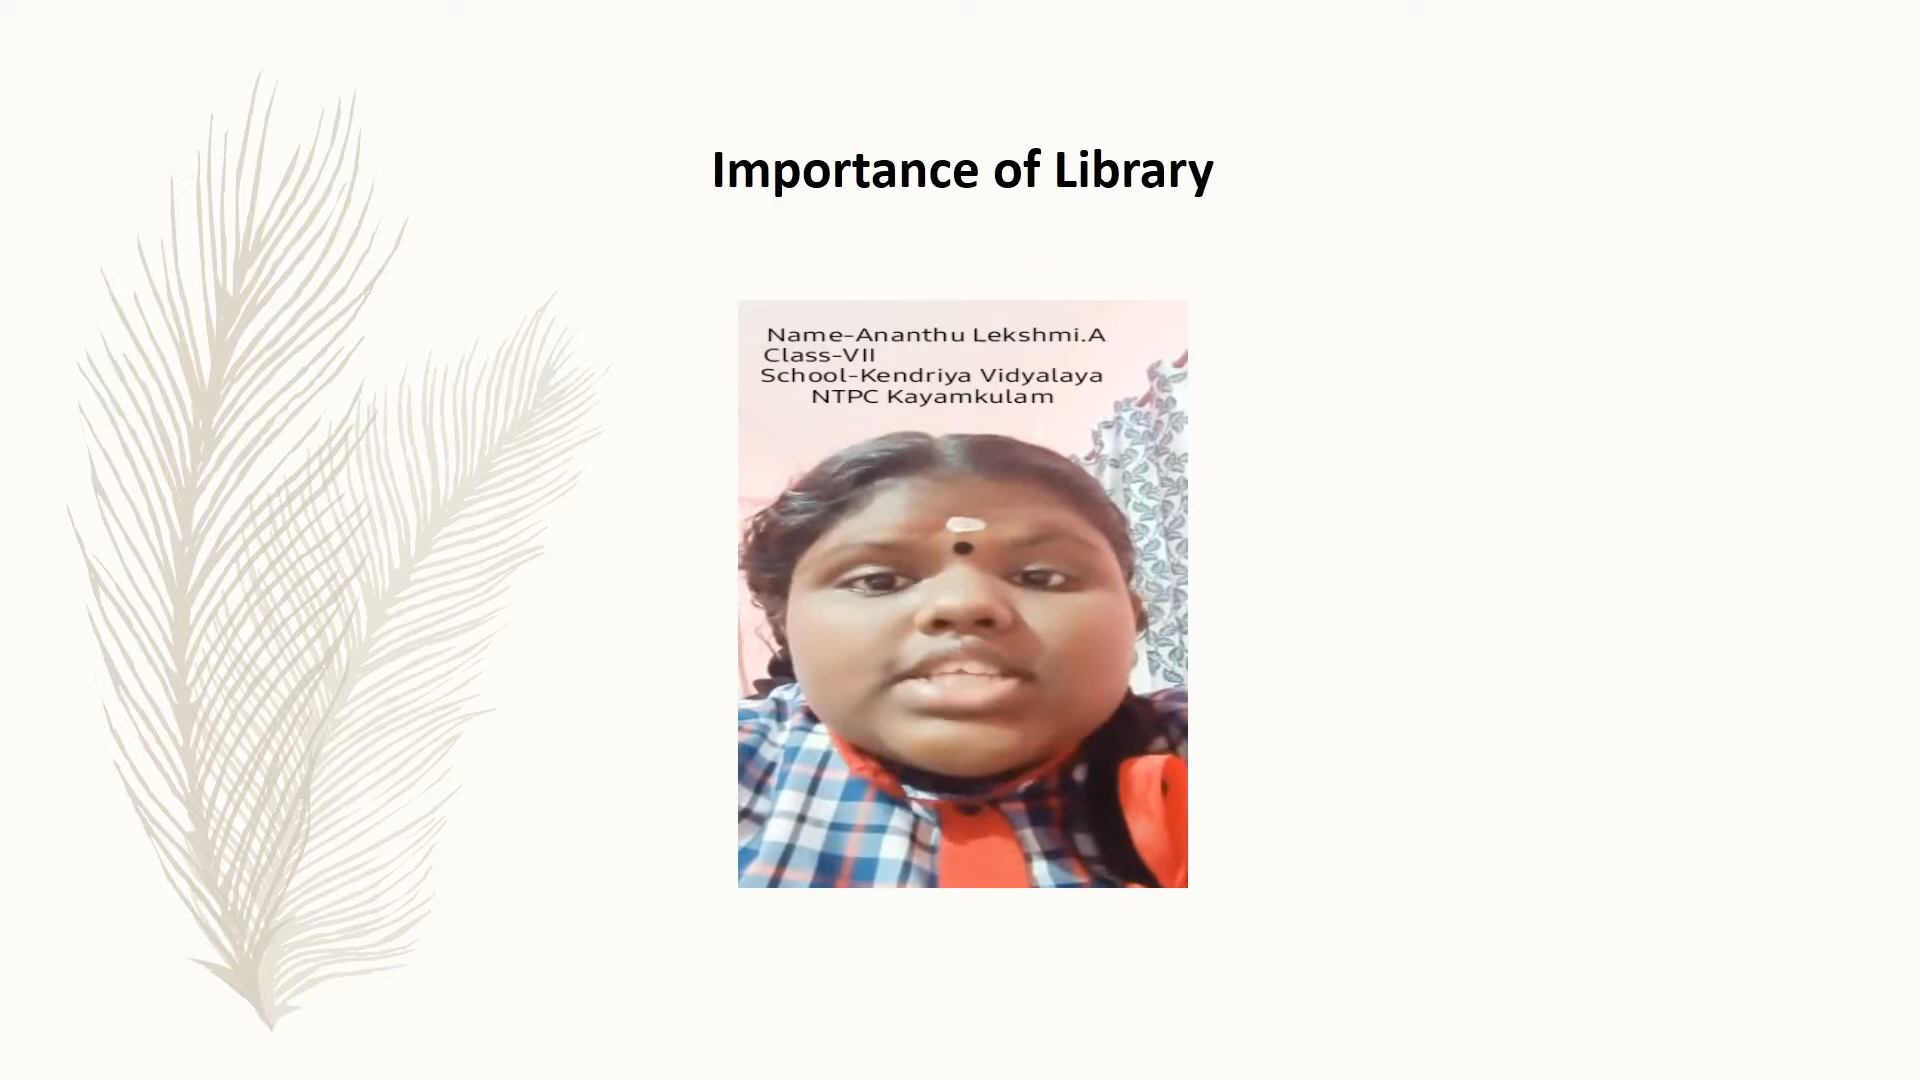 Importance of Library
Name-Ananthu Lekshmi.A
Class-VII
School-Kendriya Vidyalaya
NTPC Kayamkulam